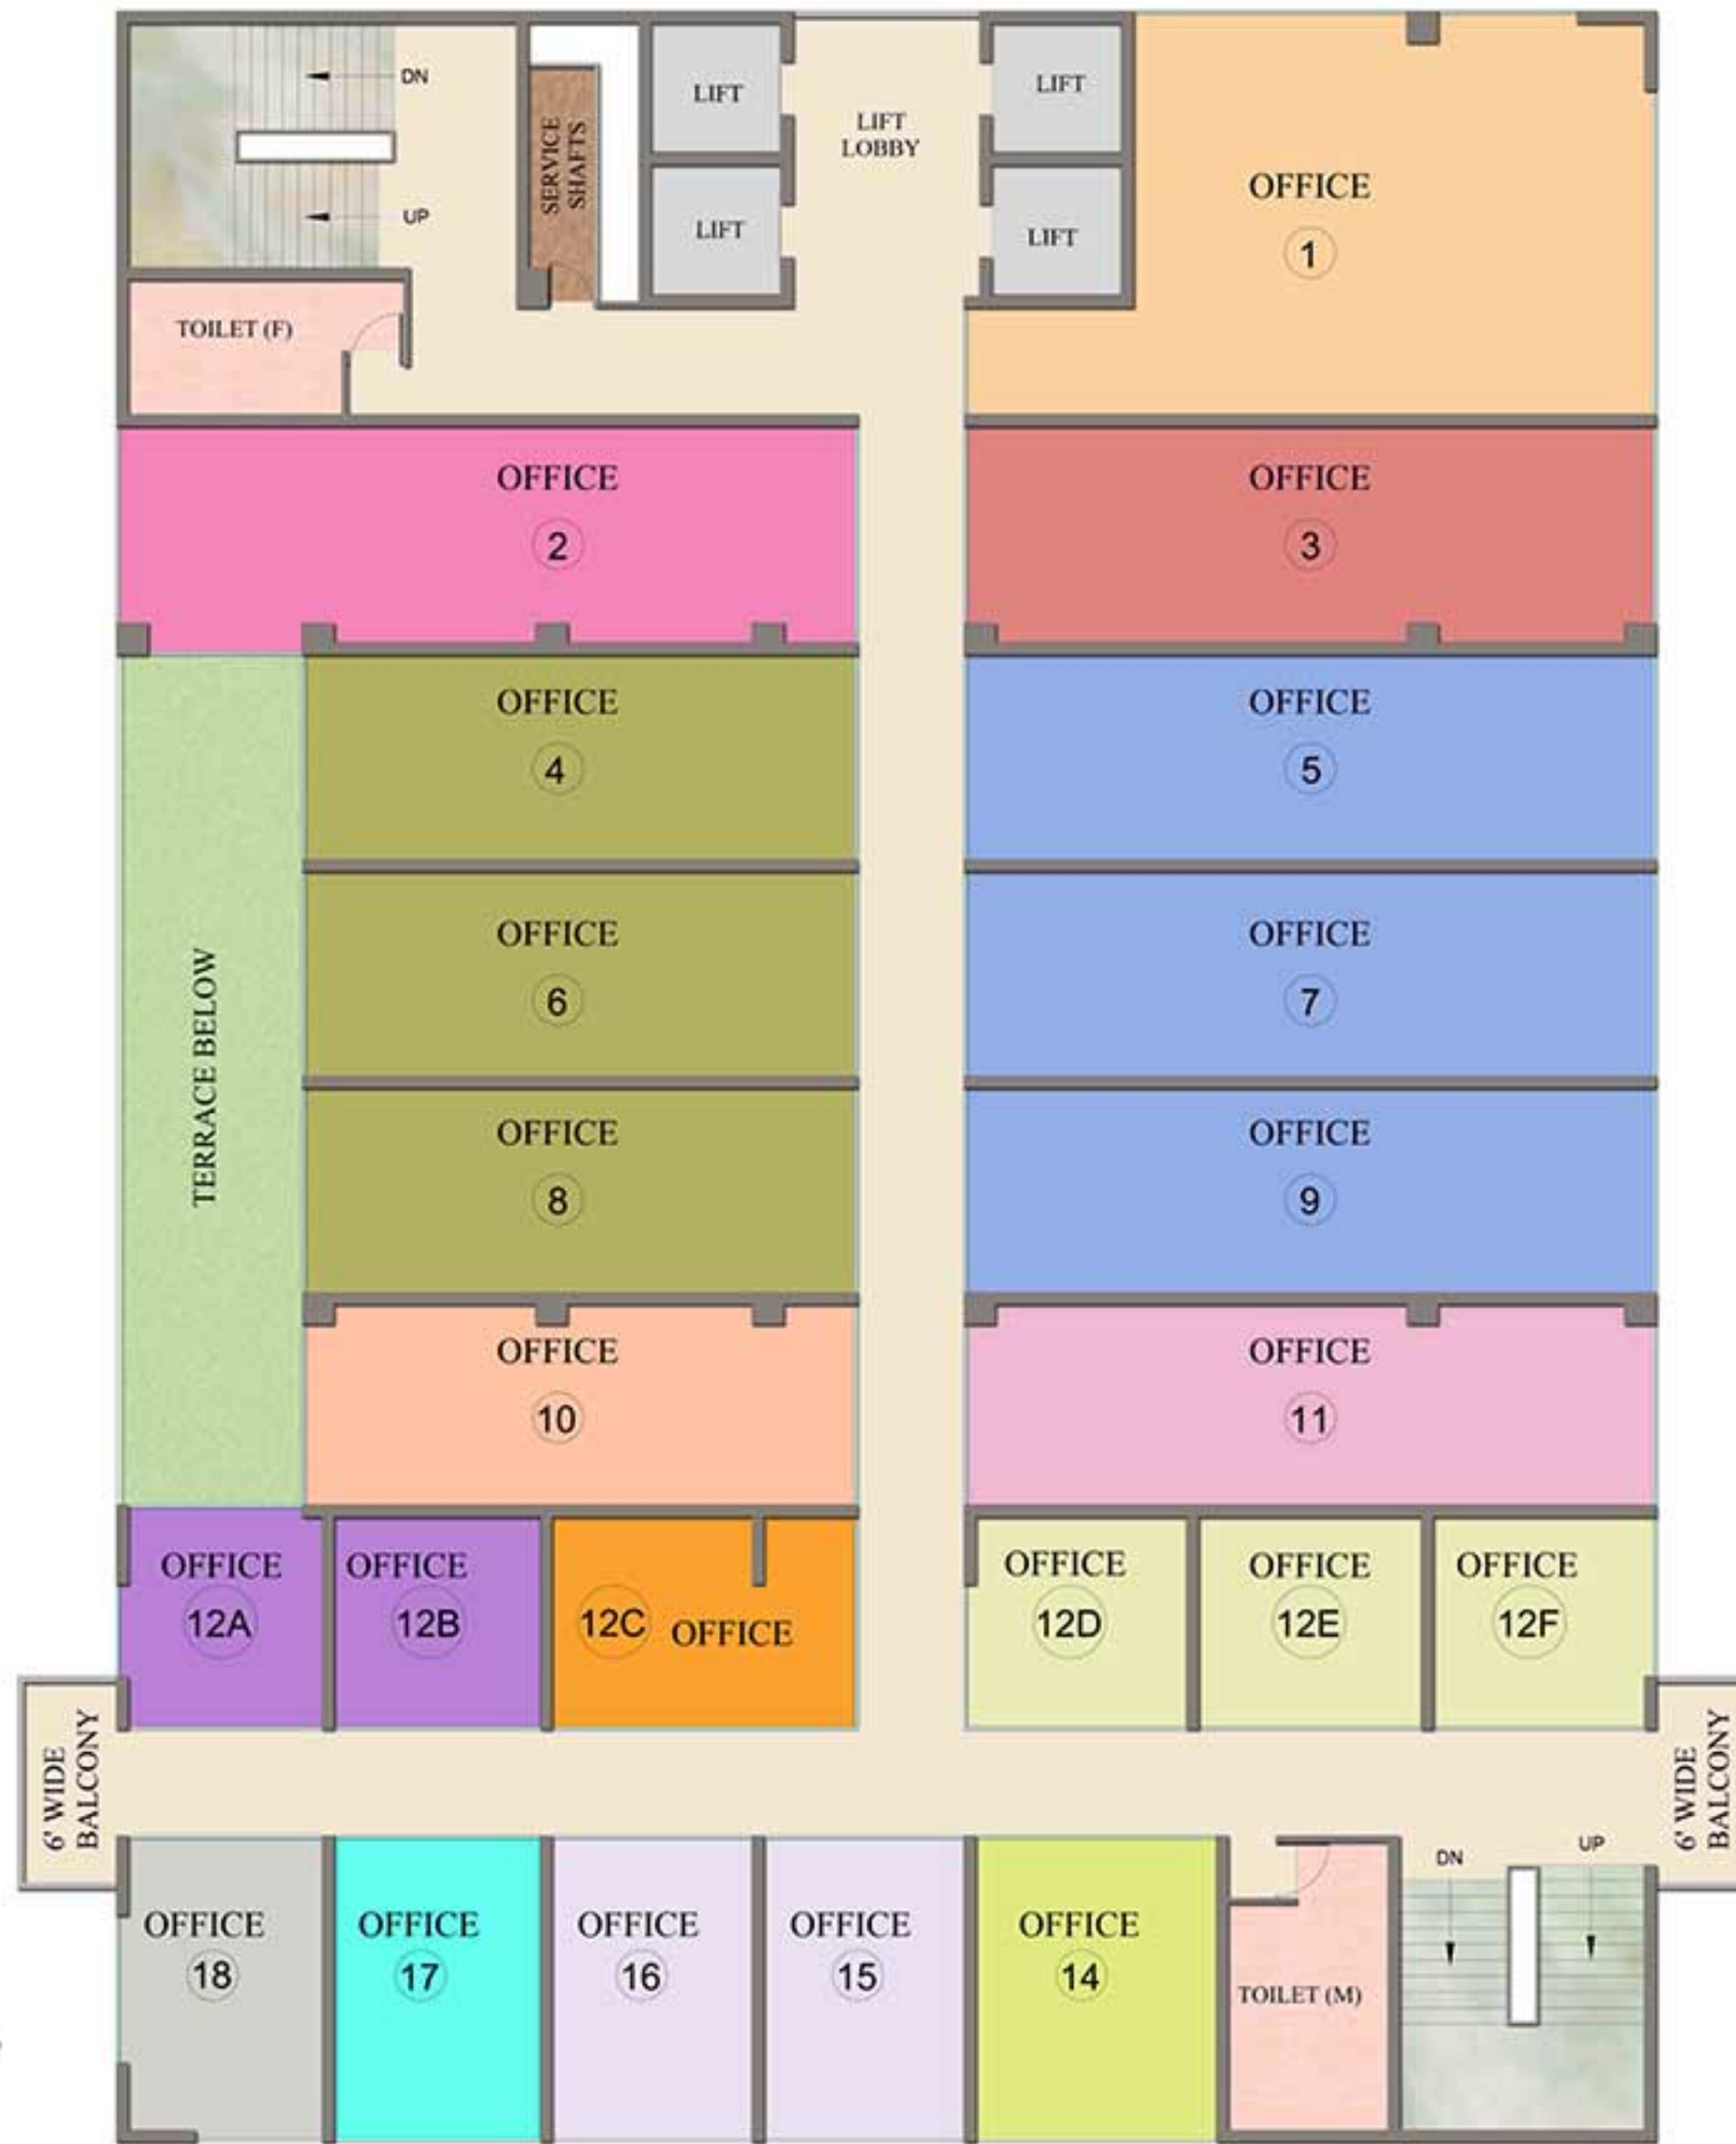 DN
UP
SERVICE
SHAFTS
LIFT
LIFT
LIFT
LOBBY
LIFT
LIFT
OFFICE
1
TOILET (F)
OFFICE
2
OFFICE
3
OFFICE
4
OFFICE
5
TERRACE BELOW
OFFICE
6
OFFICE
7
OFFICE
8
OFFICE
9
OFFICE
10
OFFICE
11
OFFICE
12A
OFFICE
12B
12C OFFICE
OFFICE
12D
OFFICE
12E
OFFICE
12F
6' WIDE
BALCONY
6' WIDE
BALCONY
OFFICE
18
OFFICE
17
OFFICE
16
OFFICE
15
OFFICE
14
TOILET (M)
DN
UP